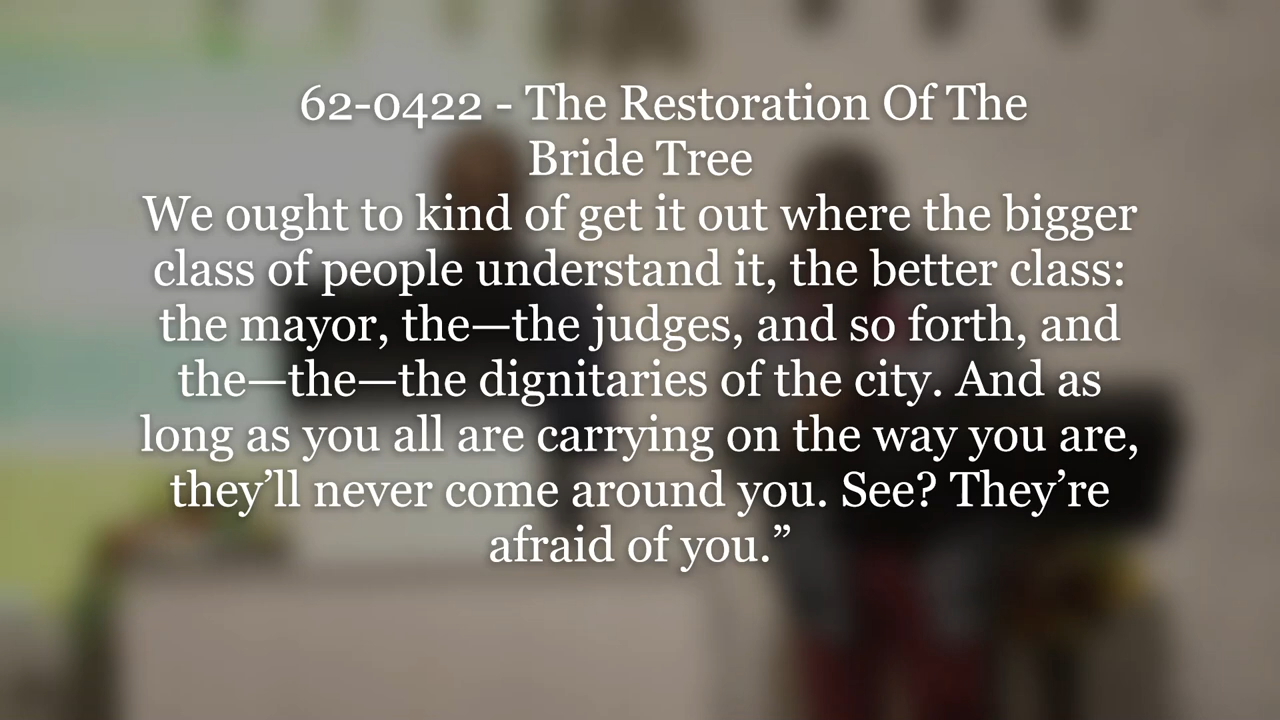 62-0422 - The Restoration Of The
Bride Tree
We ought to kind of get it out where the bigger
class of people understand it, the better class:
the mayor, the—the judges, and so forth, and
the—the—the dignitaries of the city. And as
long as you all are carrying on the way you are,
they’ll never come around you. See? They’re
afraid of you.”